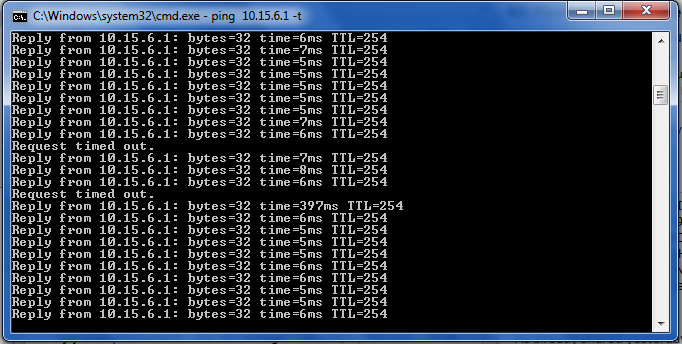 C:\Windows\system32\cmd.exe - ping  10.15.6.1 -t
Reply from 10.15.6.1: bytes=32 time=6ms TTL=254
Reply from 10.15.6.1: bytes=32 time=7ms TTL=254
Reply from 10.15.6.1: bytes=32 time=5ms TTL=254
Reply from 10.15.6.1: bytes=32 time=5ms TTL=254
Reply from 10.15.6.1: bytes=32 time=5ms TTL=254
Reply from 10.15.6.1: bytes=32 time=5ms TTL=254
Reply from 10.15.6.1: bytes=32 time=5ms TTL=254
Reply from 10.15.6.1: bytes=32 time=7ms TTL=254
Reply from 10.15.6.1: bytes=32 time=6ms TTL=254
Request timed out.
Reply from 10.15.6.1: bytes=32 time=7ms TTL=254
Reply from 10.15.6.1: bytes=32 time=8ms TTL=254
Reply from 10.15.6.1: bytes=32 time=6ms TTL=254
Request timed out.
Reply from 10.15.6.1: bytes=32 time=397ms TTL=254
Reply from 10.15.6.1: bytes=32 time=6ms TTL=254
Reply from 10.15.6.1: bytes=32 time=5ms TTL=254
Reply from 10.15.6.1: bytes=32 time=5ms TTL=254
Reply from 10.15.6.1: bytes=32 time=5ms TTL=254
Reply from 10.15.6.1: bytes=32 time=6ms TTL=254
Reply from 10.15.6.1: bytes=32 time=6ms TTL=254
Reply from 10.15.6.1: bytes=32 time=5ms TTL=254
Reply from 10.15.6.1: bytes=32 time=5ms TTL=254
Reply from 10.15.6.1: bytes=32 time=6ms TTL=254